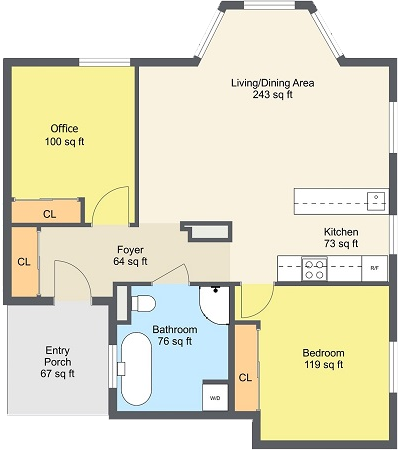 Living/Dining Area
243 sq ft
Office
100 sq ft
CL
Kitchen
73 sq ft
Foyer
64 sq ft
CL
R/F
Bathroom
76 sq ft
Entry
Porch
67 sq ft
Bedroom
119 sq ft
CL
W/D